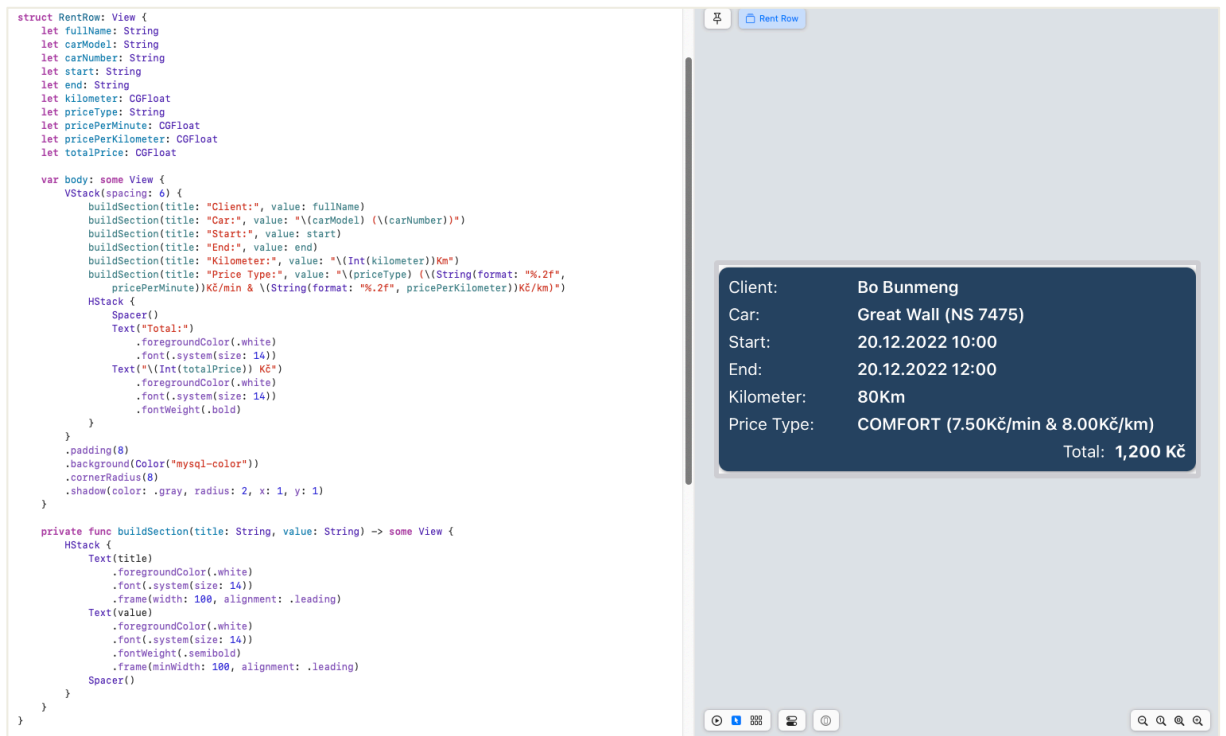 struct RentRow: View {
    let fullName: String
    let carModel: String
    let carNumber: String
    let start: String
    let end: String
    let kilometer: CGFloat
    let priceType: String
    let pricePerMinute: CGFloat
    let pricePerKilometer: CGFloat
    let totalPrice: CGFloat

    var body: some View {
        VStack(spacing: 6) {
            buildSection(title: "Client:", value: fullName)
            buildSection(title: "Car:", value: "\(carModel) (\(carNumber))")
            buildSection(title: "Start:", value: start)
            buildSection(title: "End:", value: end)
            buildSection(title: "Kilometer:", value: "\(Int(kilometer))Km")
            buildSection(title: "Price Type:", value: "\(priceType) (\(String(format: "%.2f",
                pricePerMinute))Kč/min & \(String(format: "%.2f", pricePerKilometer))Kč/km)")
            HStack {
                Spacer()
                Text("Total:")
                    .foregroundColor(.white)
                    .font(.system(size: 14))
                Text("\(Int(totalPrice)) Kč")
                    .foregroundColor(.white)
                    .font(.system(size: 14))
                    .fontWeight(.bold)
            }
        }
        .padding(8)
        .background(Color("mysql-color"))
        .cornerRadius(8)
        .shadow(color: .gray, radius: 2, x: 1, y: 1)
    }

    private func buildSection(title: String, value: String) -> some View {
        HStack {
            Text(title)
                .foregroundColor(.white)
                .font(.system(size: 14))
                .frame(width: 100, alignment: .leading)
            Text(value)
                .foregroundColor(.white)
                .font(.system(size: 14))
                .fontWeight(.semibold)
                .frame(minWidth: 100, alignment: .leading)
            Spacer()
        }
    }
}
Rent Row
Client: Bo Bunmeng
Car: Great Wall (NS 7475)
Start: 20.12.2022 10:00
End: 20.12.2022 12:00
Kilometer: 80Km
Price Type: COMFORT (7.50Kč/min & 8.00Kč/km)
Total: 1,200 Kč